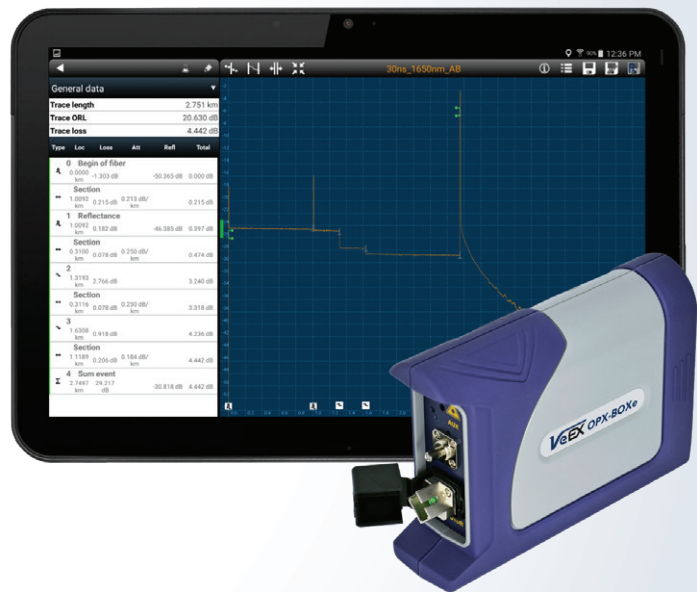 90% 12:36 PM
30ns_1650nm_AB
General data
Trace length 2.751 km
Trace ORL 20.630 dB
Trace loss 4.442 dB
Type Loc Loss Att Refl Total
0 Begin of fiber
0.0000 km -1.303 dB -50.365 dB 0.000 dB
Section
1.0092 km 0.215 dB 0.213 dB/km 0.215 dB
1 Reflectance
1.0092 km 0.182 dB -46.385 dB 0.397 dB
Section
0.3100 km 0.078 dB 0.250 dB/km 0.474 dB
2
1.3193 km 2.766 dB 3.240 dB
Section
0.3116 km 0.078 dB 0.250 dB/km 3.318 dB
3
1.6308 km 0.918 dB 4.236 dB
Section
1.1189 km 0.206 dB 0.184 dB/km 4.442 dB
4 Sum event
2.7497 km 29.217 dB -20.818 dB 4.442 dB
AUX
VeEX OPX-BOXe